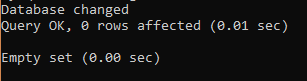 Database changed
Query OK, 0 rows affected (0.01 sec)
Empty set (0.00 sec)